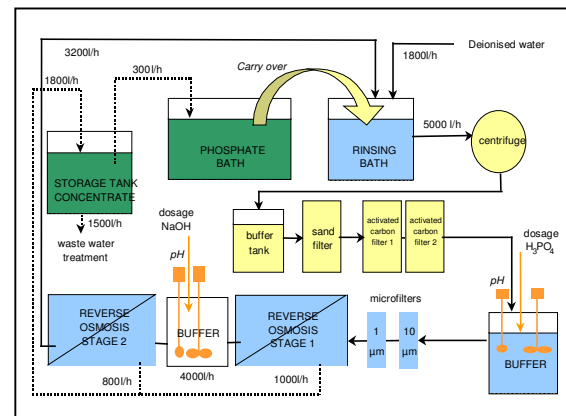 3200l/h
Deionised water
Carry over
1800l/h
300l/h
1800l/h
5000 l/h
centrifuge
PHOSPHATE
BATH
RINSING
BATH
STORAGE TANK
CONCENTRATE
1500l/h
waste water
treatment
dosage
NaOH
pH
buffer
tank
sand
filter
activated
carbon
filter 1
activated
carbon
filter 2
dosage
H3PO4
pH
microfilters
REVERSE
OSMOSIS
STAGE 2
BUFFER
REVERSE
OSMOSIS
STAGE 1
1
µm
10
µm
BUFFER
800l/h
4000l/h
1000l/h